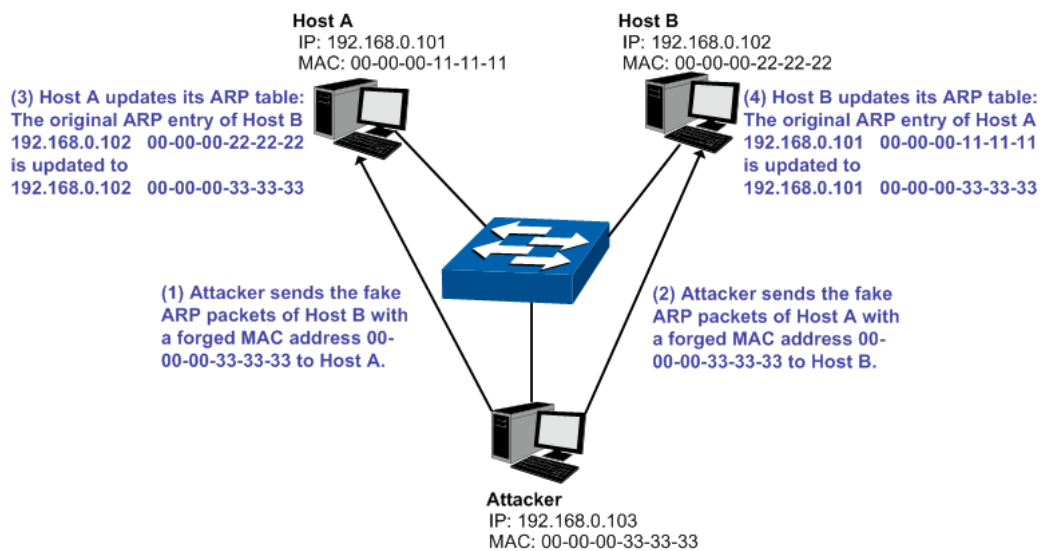 Host A
IP: 192.168.0.101
MAC: 00-00-00-11-11-11
Host B
IP: 192.168.0.102
MAC: 00-00-00-22-22-22
(3) Host A updates its ARP table:
The original ARP entry of Host B
192.168.0.102 00-00-00-22-22-22
is updated to
192.168.0.102 00-00-00-33-33-33
(4) Host B updates its ARP table:
The original ARP entry of Host A
192.168.0.101 00-00-00-11-11-11
is updated to
192.168.0.101 00-00-00-33-33-33
(1) Attacker sends the fake
ARP packets of Host B with
a forged MAC address 00-
00-00-33-33-33 to Host A.
(2) Attacker sends the fake
ARP packets of Host A with
a forged MAC address 00-
00-00-33-33-33 to Host B.
Attacker
IP: 192.168.0.103
MAC: 00-00-00-33-33-33